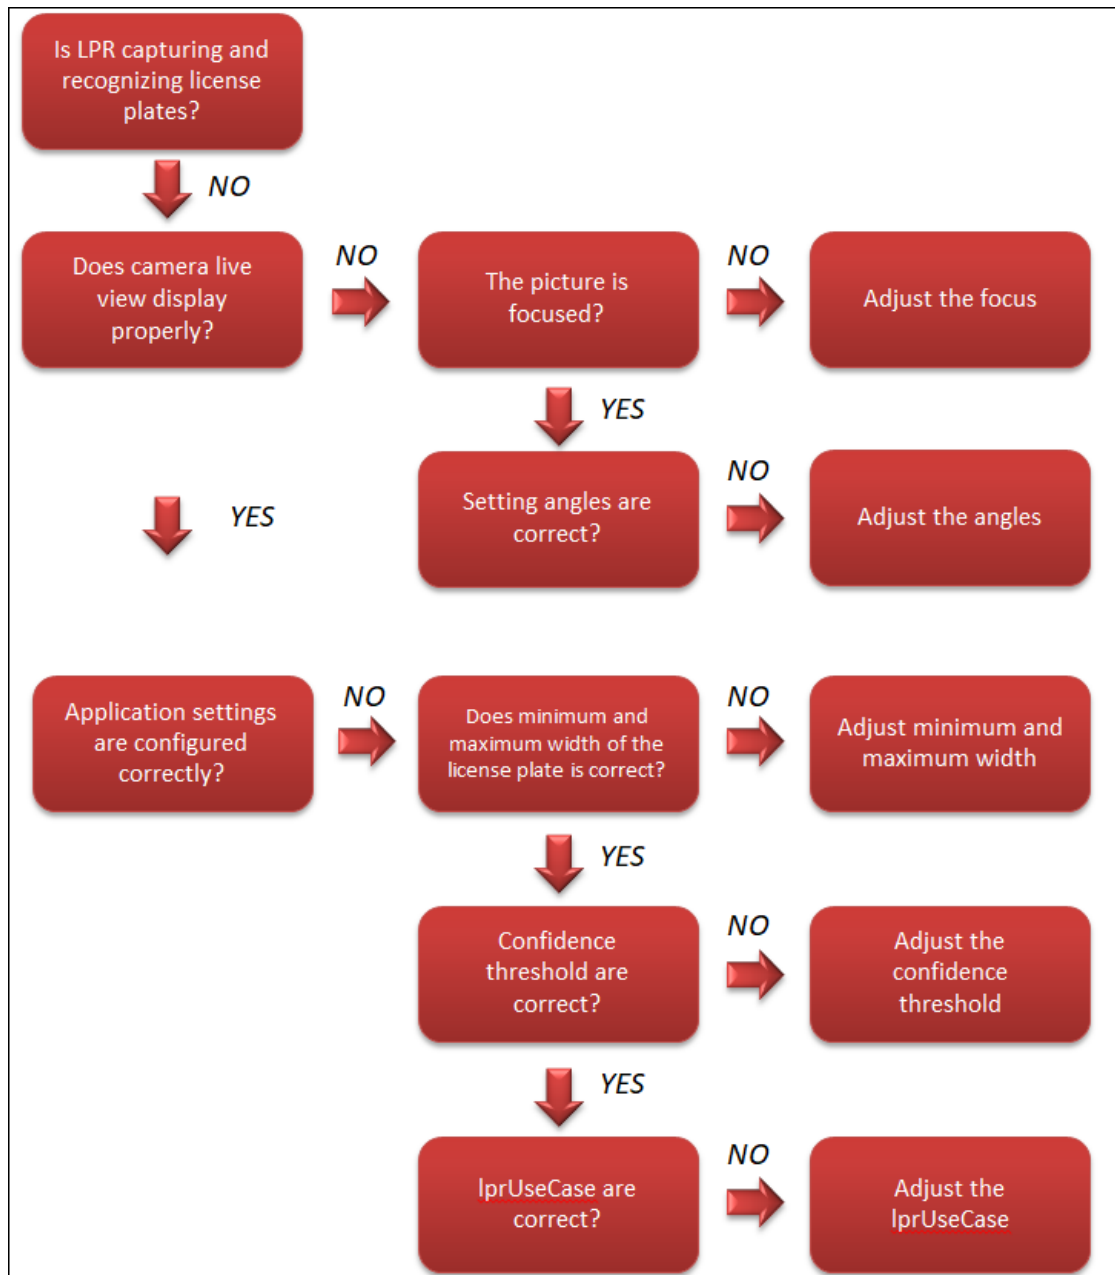 Is LPR capturing and
recognizing license
plates?
NO
Does camera live
view display
properly?
NO
The picture is
focused?
NO
Adjust the focus
YES
Setting angles are
correct?
NO
Adjust the angles
YES
Application settings
are configured
correctly?
NO
Does minimum and
maximum width of the
license plate is correct?
NO
Adjust minimum and
maximum width
YES
Confidence
threshold are
correct?
NO
Adjust the
confidence
threshold
YES
lprUseCase are
correct?
NO
Adjust the
lprUseCase